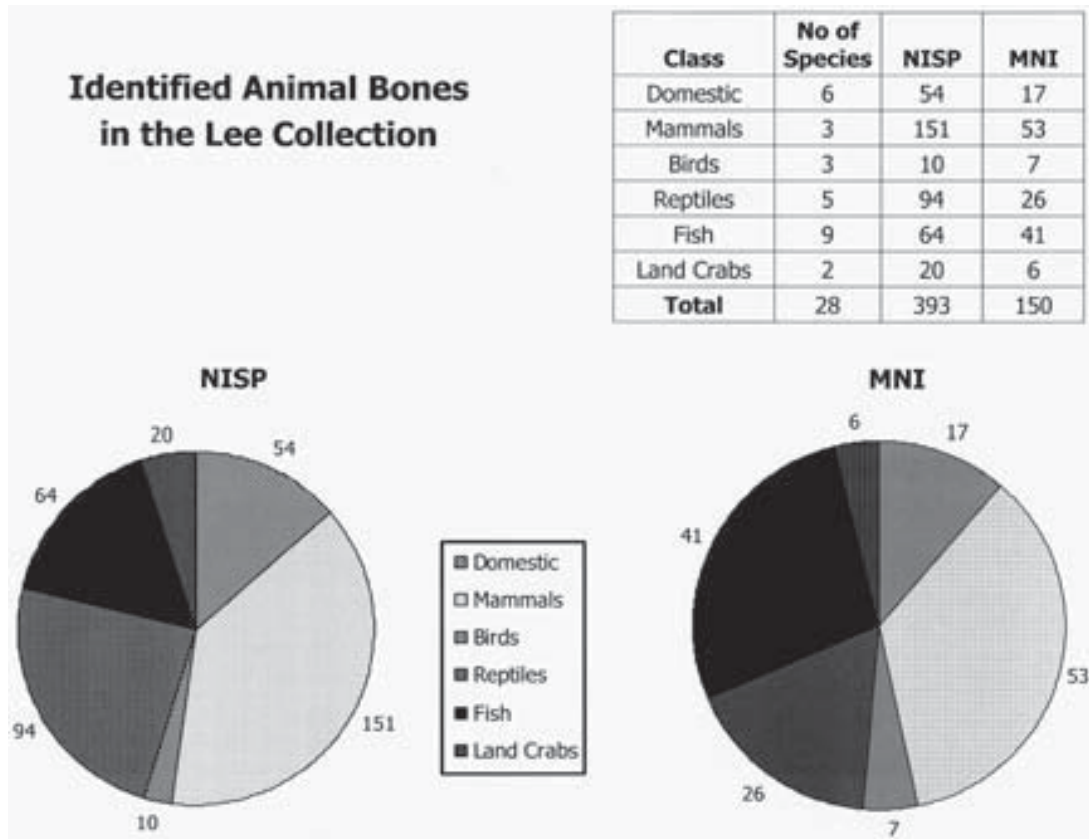 Identified Animal Bones
in the Lee Collection
Class No of Species NISP MNI
Domestic 6 54 17
Mammals 3 151 53
Birds 3 10 7
Reptiles 5 94 26
Fish 9 64 41
Land Crabs 2 20 6
Total 28 393 150
NISP
20
54
64
94
151
10
Domestic
Mammals
Birds
Reptiles
Fish
Land Crabs
MNI
6
17
41
53
26
7